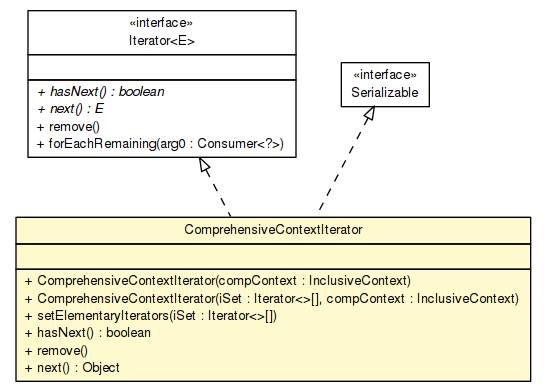 «interface»
Iterator<E>
+ hasNext() : boolean
+ next() : E
+ remove()
+ forEachRemaining(arg0 : Consumer<?>)
«interface»
Serializable
ComprehensiveContextIterator
+ ComprehensiveContextIterator(compContext : InclusiveContext)
+ ComprehensiveContextIterator(iSet : Iterator<>[], compContext : InclusiveContext)
+ setElementaryIterators(iSet : Iterator<>[])
+ hasNext() : boolean
+ remove()
+ next() : Object